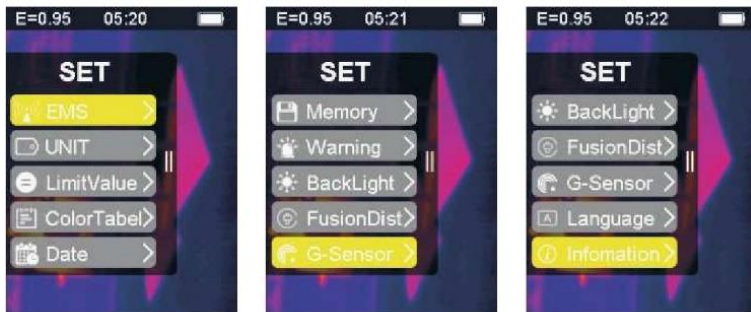 E=0.95 05:20
SET
EMS
UNIT
LimitValue
ColorTabel
Date
E=0.95 05:21
SET
Memory
Warning
BackLight
FusionDist
G-Sensor
E=0.95 05:22
SET
BackLight
FusionDist
G-Sensor
A Language
Infomation